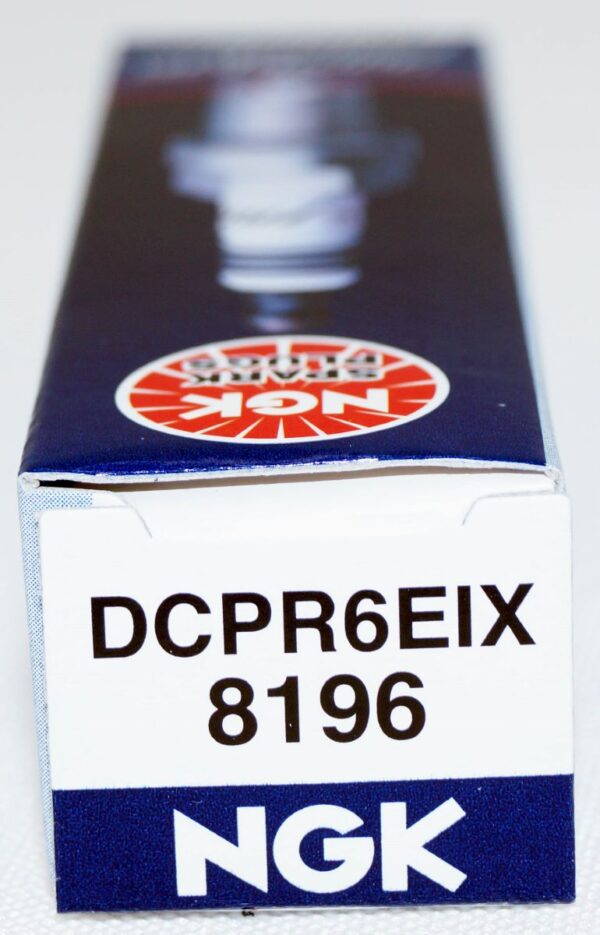 NGK
SPARK
PLUGS
DCPR6EIX
8196
NGK